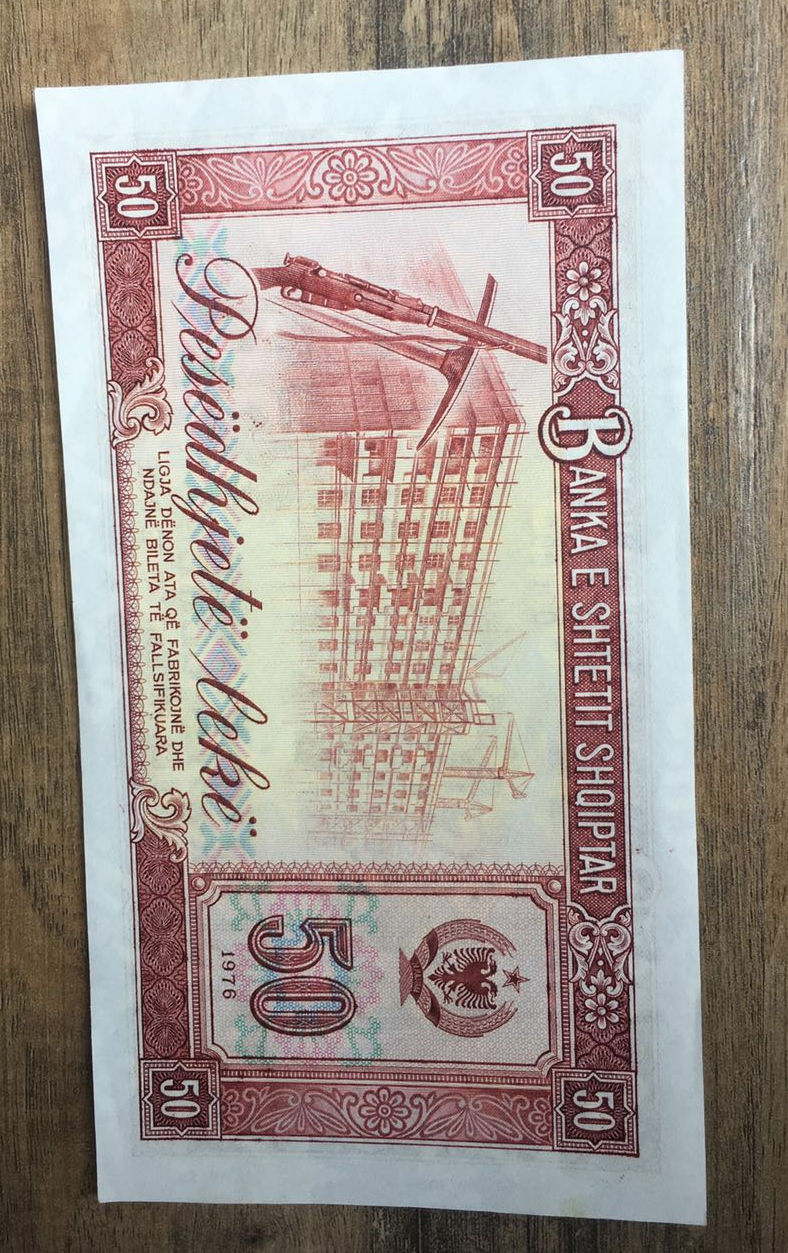 50
BANKA E SHTETIT SHQIPTAR
50
50
1976
Pesëdhjetë lekë
LIGJA DËNON ATA QË FABRIKOJNË DHE
NDAJNË BILETA TË FALLSIFIKUARA
50
50